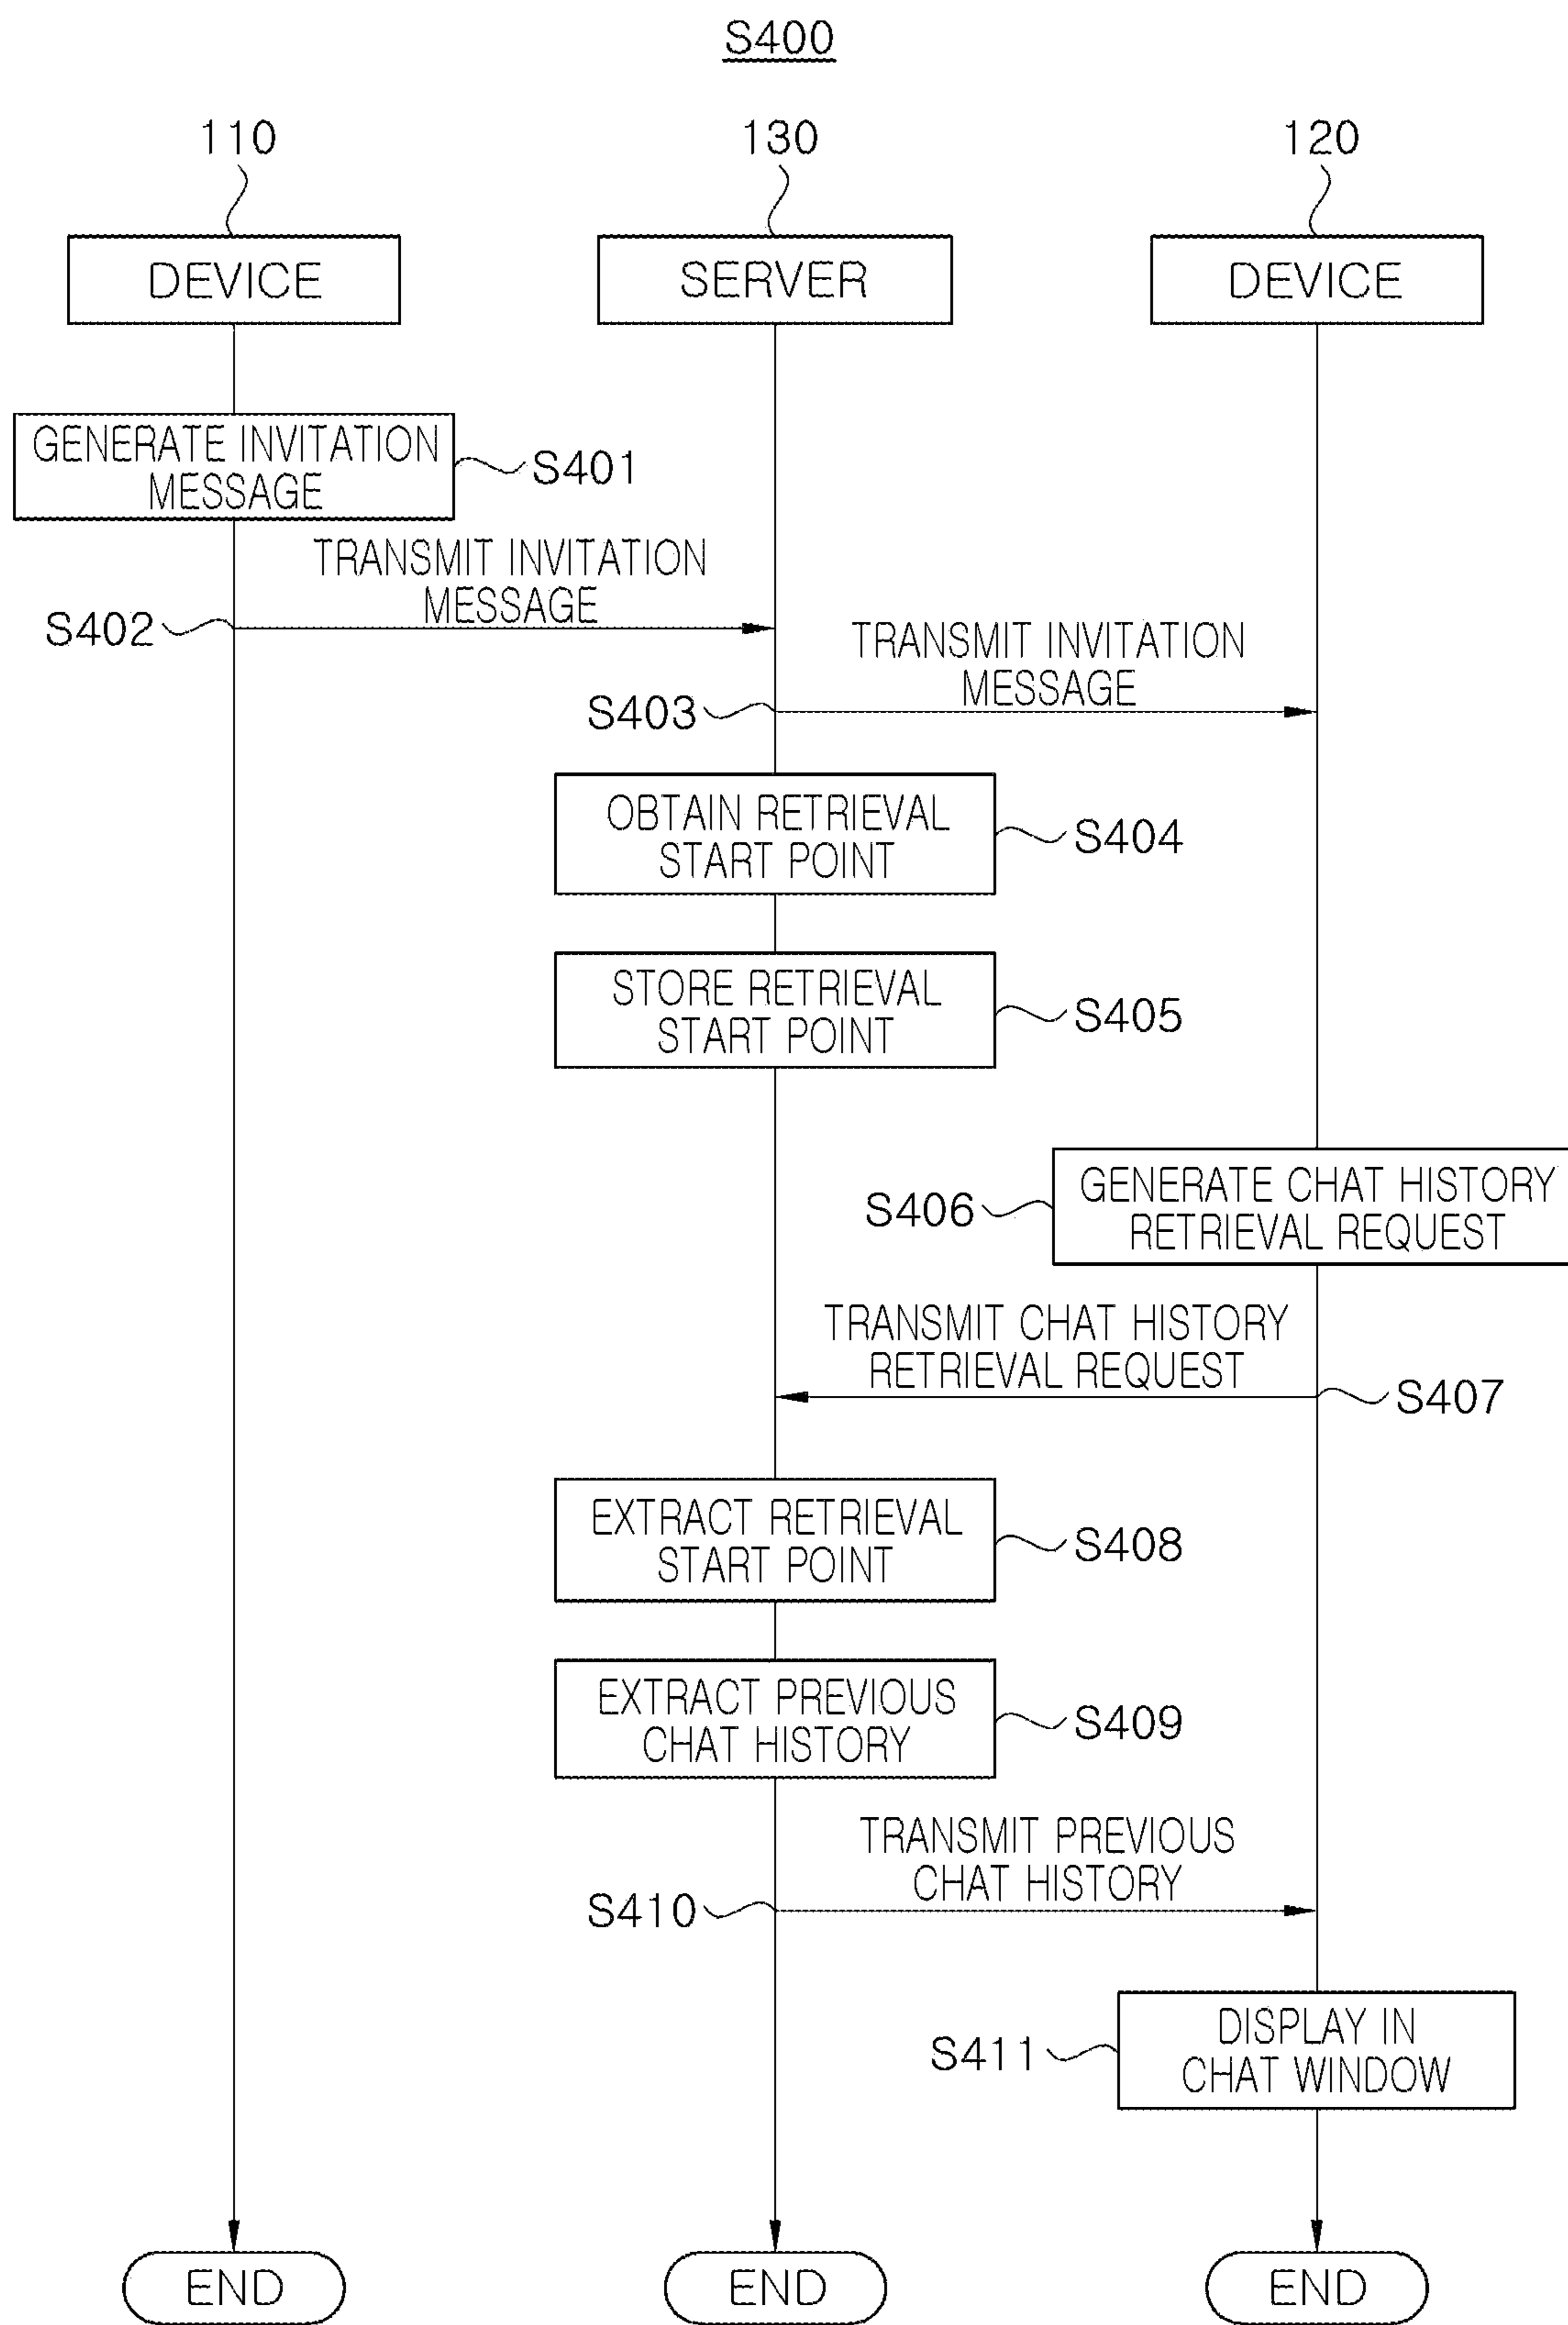 S400
110
130
120
DEVICE
SERVER
DEVICE
GENERATE INVITATION
MESSAGE
S401
TRANSMIT INVITATION
MESSAGE
S402
TRANSMIT INVITATION
MESSAGE
S403
OBTAIN RETRIEVAL
START POINT
S404
STORE RETRIEVAL
START POINT
S405
S406
GENERATE CHAT HISTORY
RETRIEVAL REQUEST
TRANSMIT CHAT HISTORY
RETRIEVAL REQUEST
S407
EXTRACT RETRIEVAL
START POINT
S408
EXTRACT PREVIOUS
CHAT HISTORY
S409
TRANSMIT PREVIOUS
CHAT HISTORY
S410
S411
DISPLAY IN
CHAT WINDOW
END
END
END